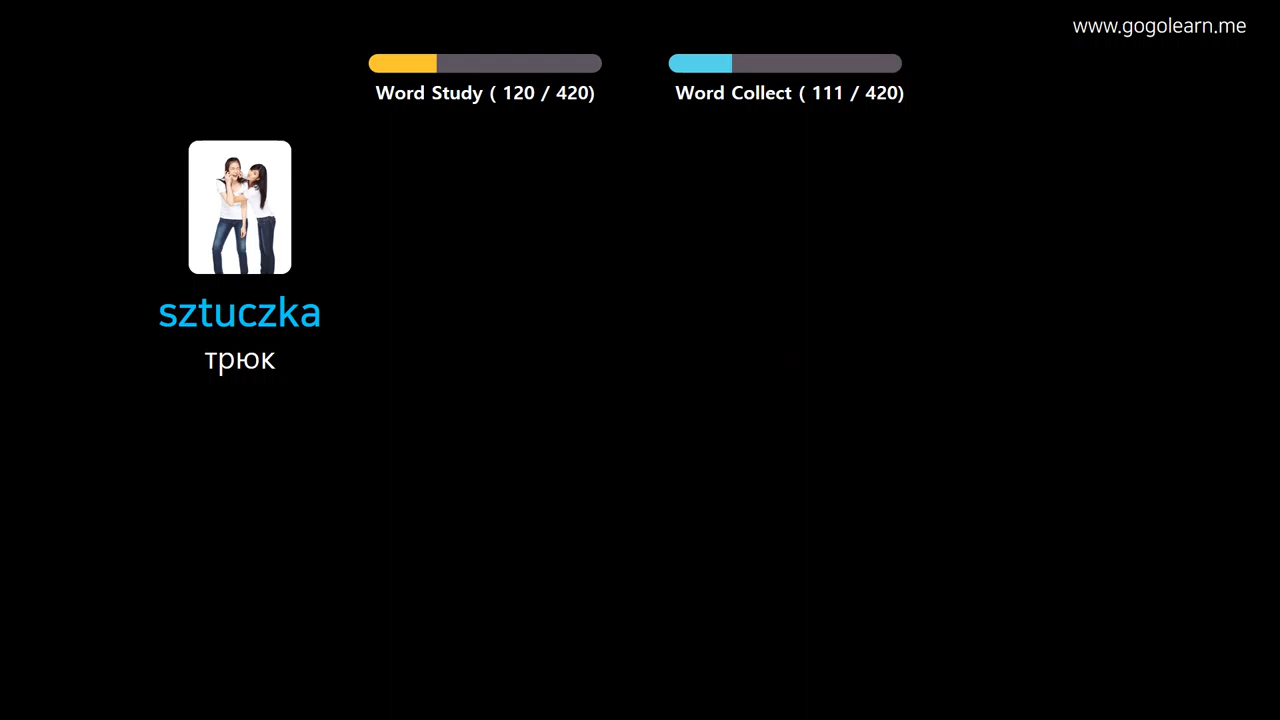 www.gogolearn.me
Word Study ( 120 / 420)
Word Collect ( 111 / 420)
sztuczka
трюк